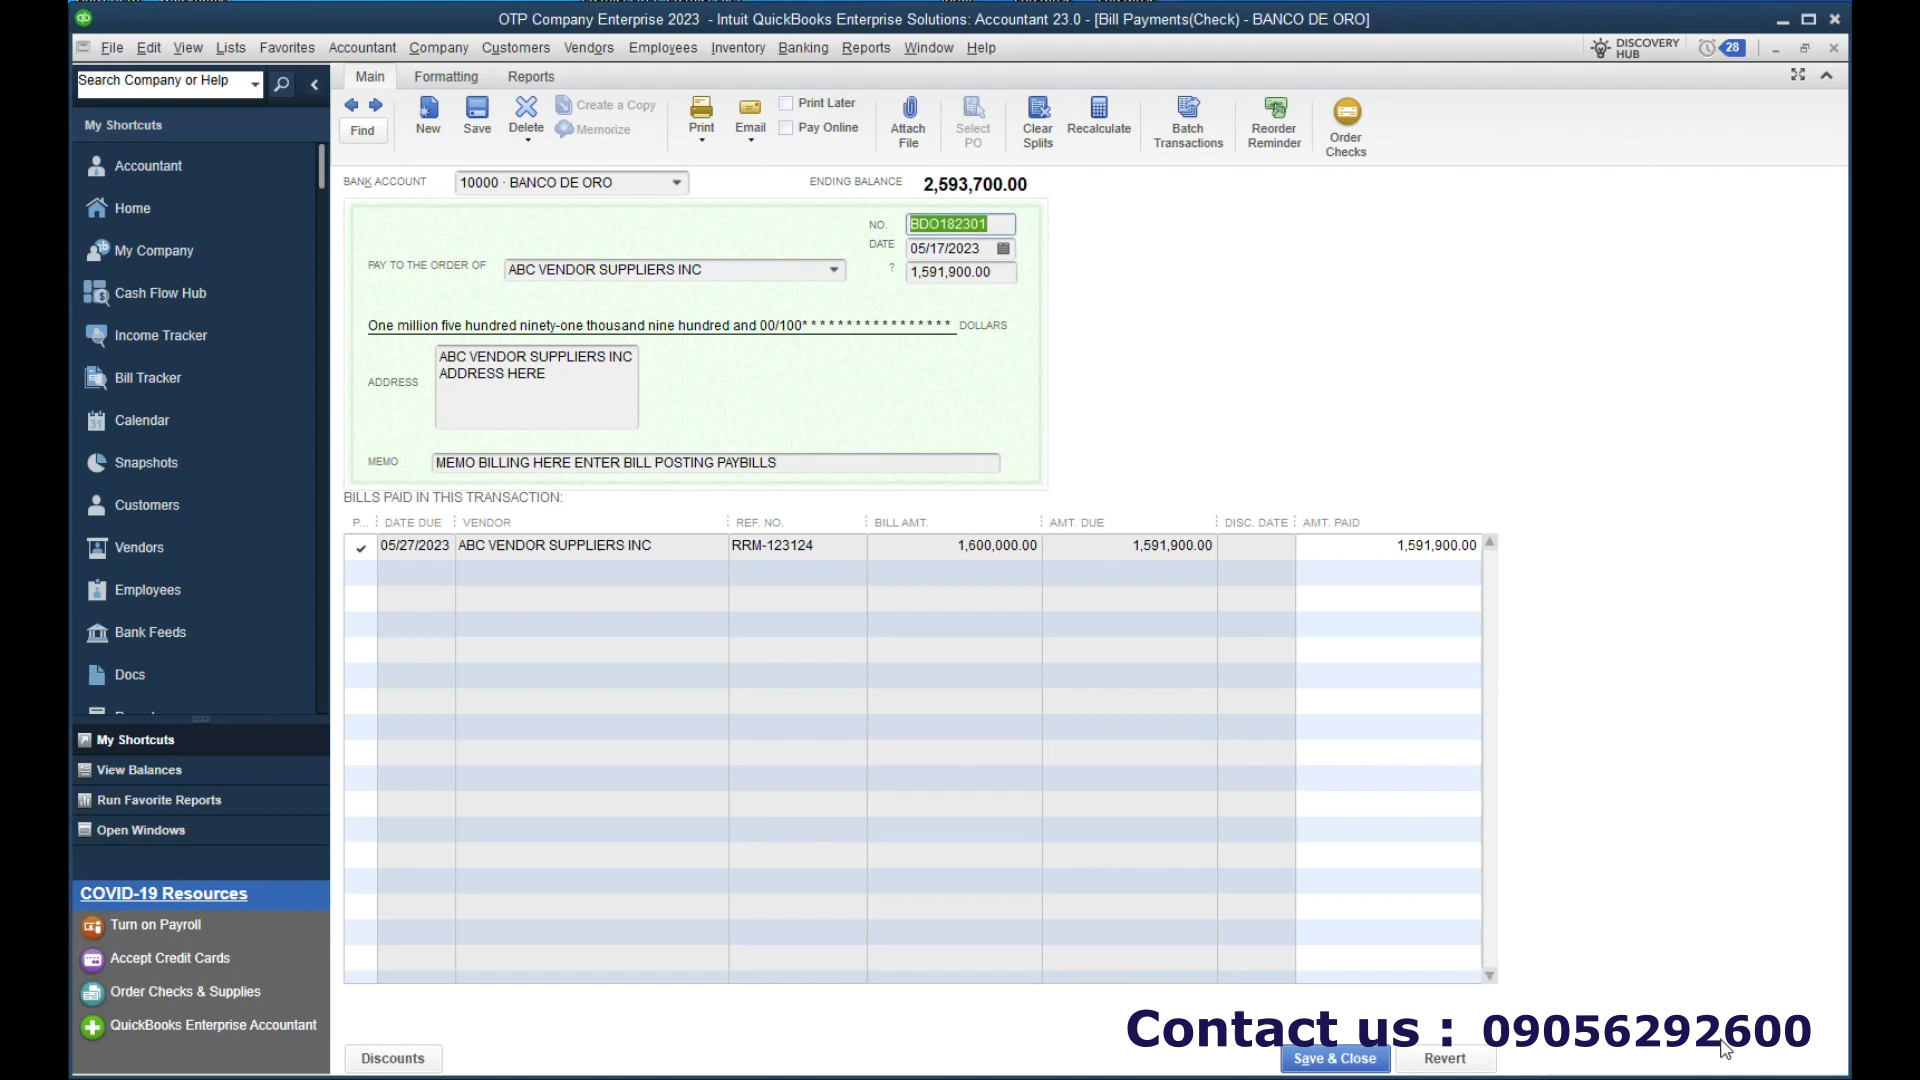 OTP Company Enterprise 2023 - Intuit QuickBooks Enterprise Solutions: Accountant 23.0 - [Bill Payments(Check) - BANCO DE ORO]
File Edit View Lists Favorites Accountant Company Customers Vendors Employees Inventory Banking Reports Window Help
DISCOVERY HUB 28
Search Company or Help
Main Formatting Reports
Find New Save Delete Create a Copy Memorize Print Email Print Later Pay Online Attach File Select PO Clear Splits Recalculate Batch Transactions Reorder Reminder Order Checks
My Shortcuts
Accountant
Home
My Company
Cash Flow Hub
Income Tracker
Bill Tracker
31 Calendar
Snapshots
Customers
Vendors
Employees
Bank Feeds
Docs
My Shortcuts
View Balances
Run Favorite Reports
Open Windows
COVID-19 Resources
Turn on Payroll
Accept Credit Cards
Order Checks & Supplies
QuickBooks Enterprise Accountant
BANK ACCOUNT 10000 · BANCO DE ORO ENDING BALANCE 2,593,700.00
NO. BDO182301
DATE 05/17/2023
PAY TO THE ORDER OF ABC VENDOR SUPPLIERS INC ? 1,591,900.00
One million five hundred ninety-one thousand nine hundred and 00/100* * * * * * * * * * * * * * * * * DOLLARS
ADDRESS
ABC VENDOR SUPPLIERS INC
ADDRESS HERE
MEMO MEMO BILLING HERE ENTER BILL POSTING PAYBILLS
BILLS PAID IN THIS TRANSACTION:
P... DATE DUE VENDOR REF. NO. BILL AMT. AMT. DUE DISC. DATE AMT. PAID
05/27/2023 ABC VENDOR SUPPLIERS INC RRM-123124 1,600,000.00 1,591,900.00 1,591,900.00
Contact us : 09056292600
Discounts Save & Close Revert